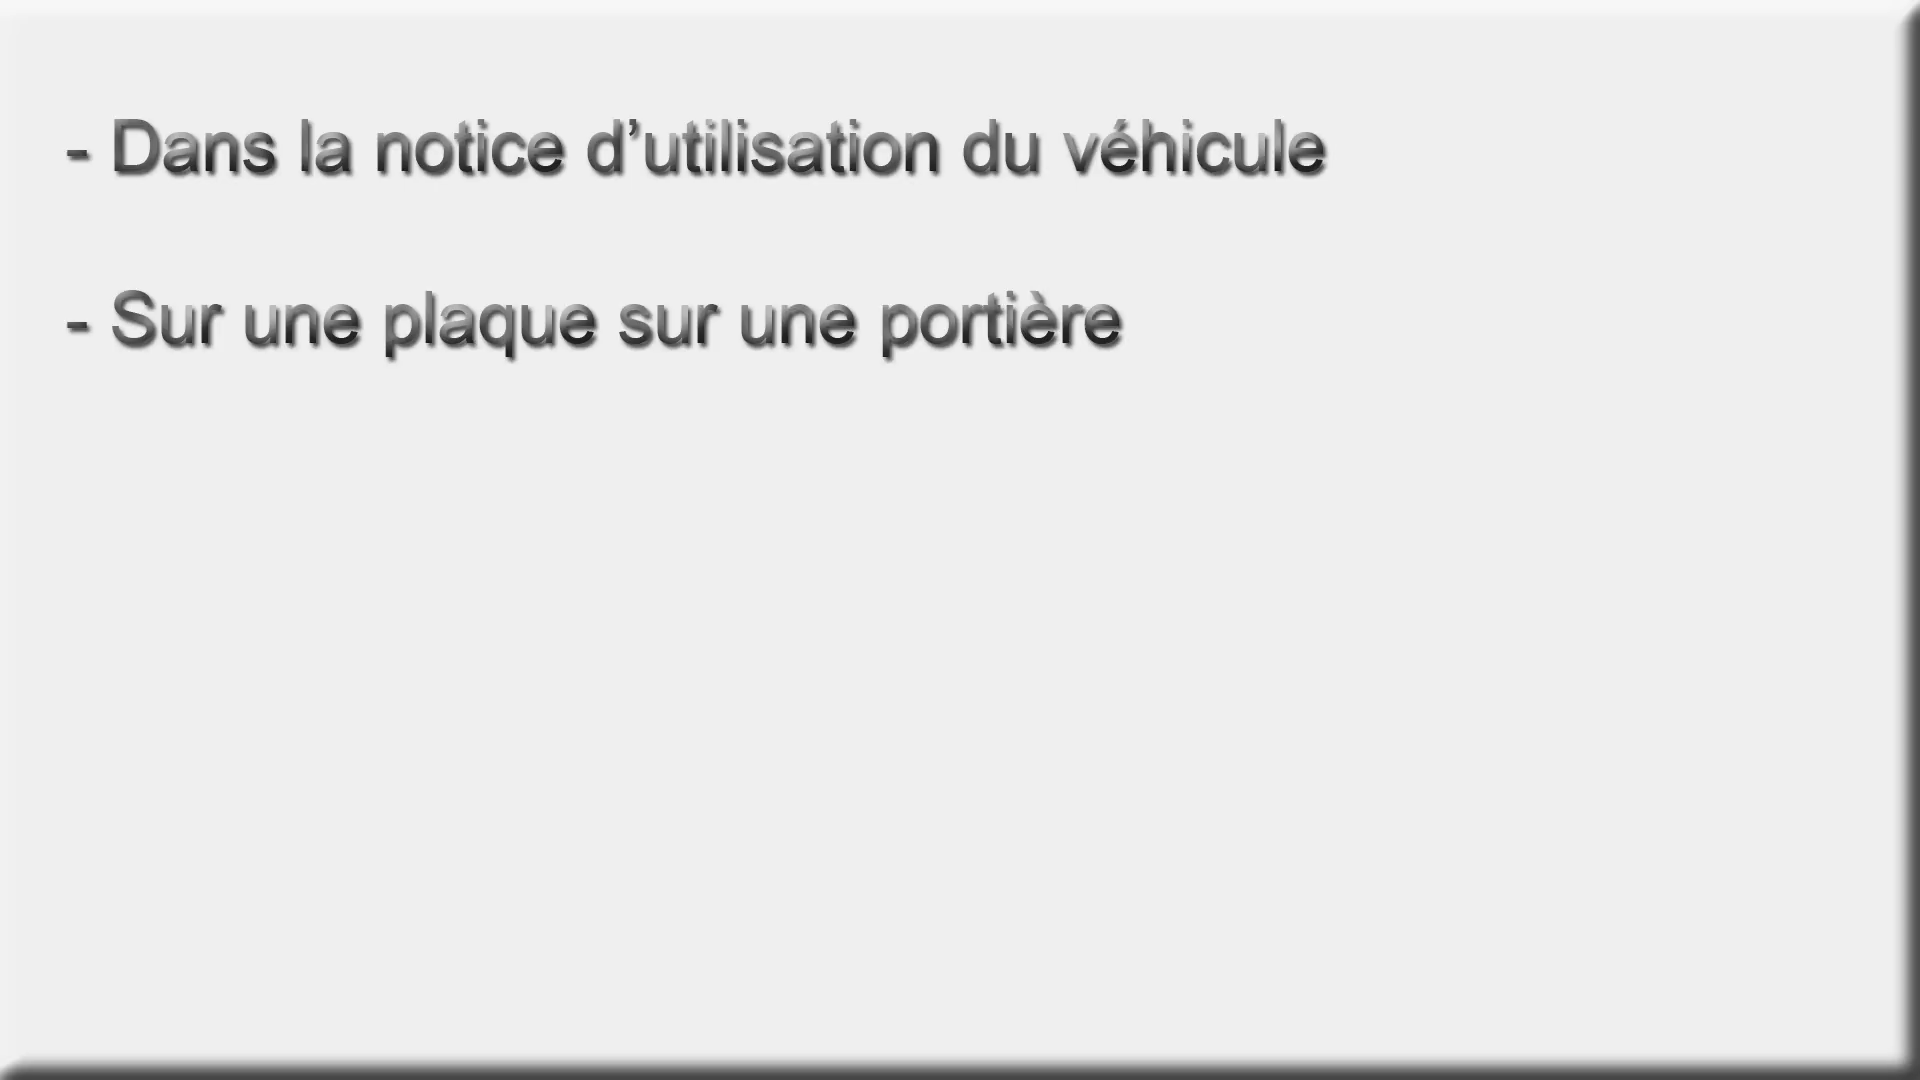 - Dans la notice d’utilisation du véhicule
- Sur une plaque sur une portière